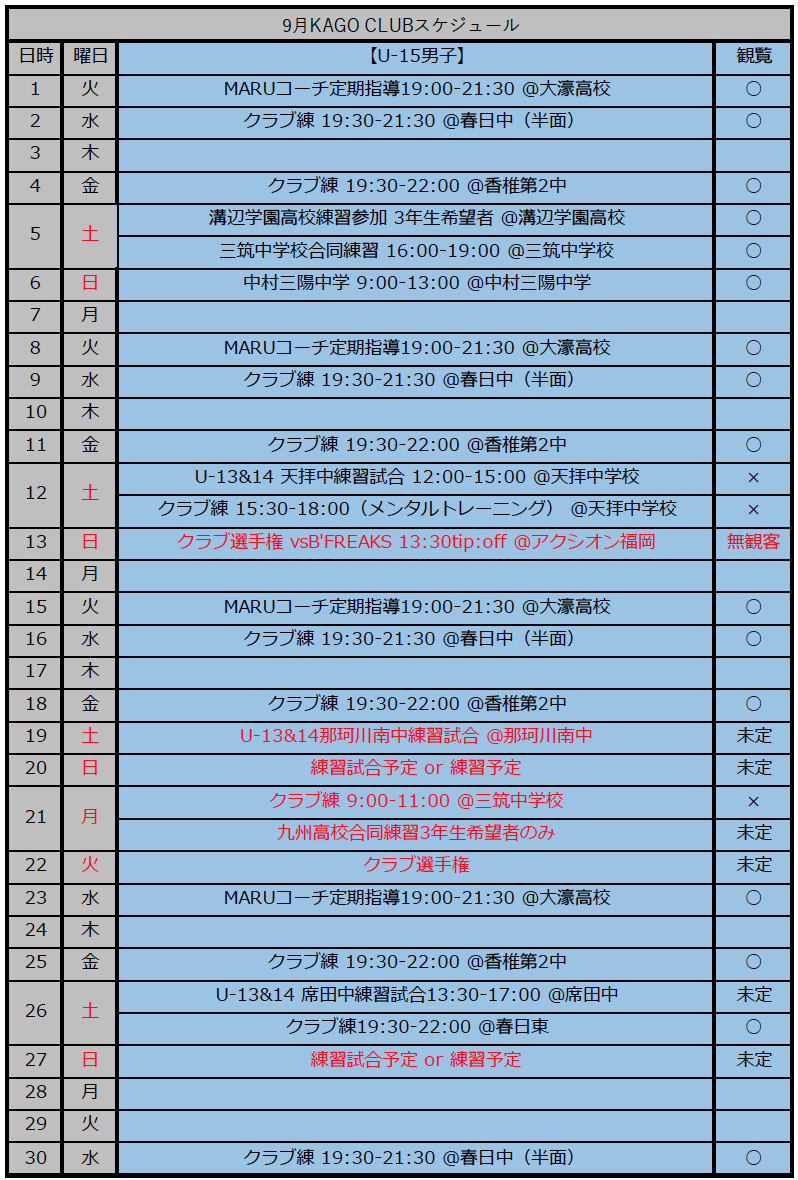 9月KAGO CLUBスケジュール
日時 曜日 【U-15男子】 観覧
1 火 MARUコーチ定期指導19:00-21:30 @大濠高校 〇
2 水 クラブ練 19:30-21:30 @春日中（半面） 〇
3 木
4 金 クラブ練 19:30-22:00 @香椎第2中 〇
5 土 溝辺学園高校練習参加 3年生希望者 @溝辺学園高校 〇
三筑中学校合同練習 16:00-19:00 @三筑中学校 〇
6 日 中村三陽中学 9:00-13:00 @中村三陽中学 〇
7 月
8 火 MARUコーチ定期指導19:00-21:30 @大濠高校 〇
9 水 クラブ練 19:30-21:30 @春日中（半面） 〇
10 木
11 金 クラブ練 19:30-22:00 @香椎第2中 〇
12 土 U-13&14 天拝中練習試合 12:00-15:00 @天拝中学校 ×
クラブ練 15:30-18:00（メンタルトレーニング） @天拝中学校 ×
13 日 クラブ選手権 vsB'FREAKS 13:30tip:off @アクシオン福岡 無観客
14 月
15 火 MARUコーチ定期指導19:00-21:30 @大濠高校 〇
16 水 クラブ練 19:30-21:30 @春日中（半面） 〇
17 木
18 金 クラブ練 19:30-22:00 @香椎第2中 〇
19 土 U-13&14那珂川南中練習試合 @那珂川南中 未定
20 日 練習試合予定 or 練習予定 未定
21 月 クラブ練 9:00-11:00 @三筑中学校 ×
九州高校合同練習3年生希望者のみ 未定
22 火 クラブ選手権 未定
23 水 MARUコーチ定期指導19:00-21:30 @大濠高校 〇
24 木
25 金 クラブ練 19:30-22:00 @香椎第2中 〇
26 土 U-13&14 席田中練習試合13:30-17:00 @席田中 未定
クラブ練19:30-22:00 @春日東 〇
27 日 練習試合予定 or 練習予定 未定
28 月
29 火
30 水 クラブ練 19:30-21:30 @春日中（半面） 〇